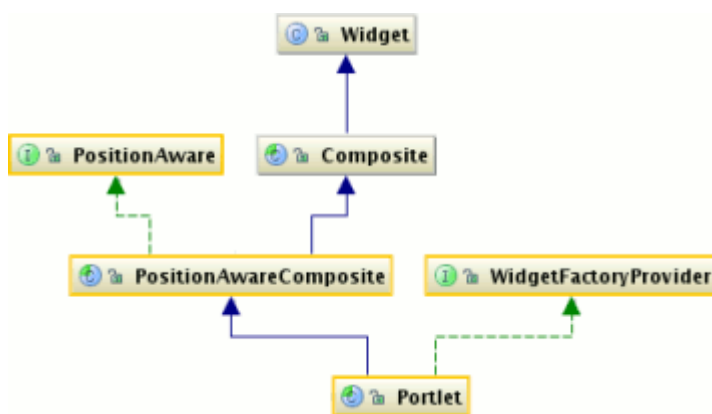 C Widget
I PositionAware
C Composite
C PositionAwareComposite
I WidgetFactoryProvider
C Portlet